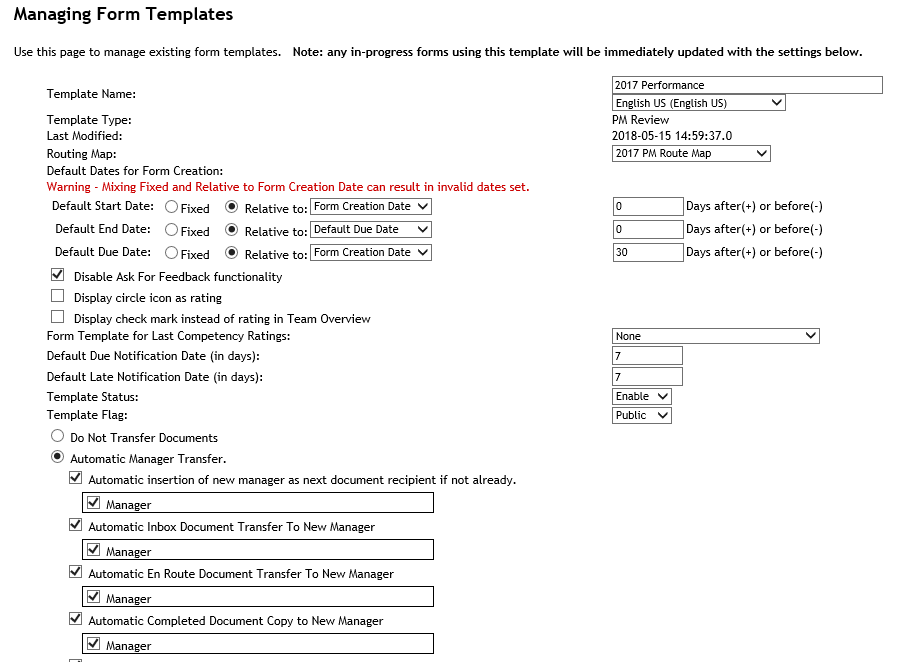 Managing Form Templates
Use this page to manage existing form templates. Note: any in-progress forms using this template will be immediately updated with the settings below.
Template Name: 2017 Performance
English US (English US)
Template Type: PM Review
Last Modified: 2018-05-15 14:59:37.0
Routing Map: 2017 PM Route Map
Default Dates for Form Creation:
Warning - Mixing Fixed and Relative to Form Creation Date can result in invalid dates set.
Default Start Date: Fixed Relative to: Form Creation Date 0 Days after(+) or before(-)
Default End Date: Fixed Relative to: Default Due Date 0 Days after(+) or before(-)
Default Due Date: Fixed Relative to: Form Creation Date 30 Days after(+) or before(-)
Disable Ask For Feedback functionality
Display circle icon as rating
Display check mark instead of rating in Team Overview
Form Template for Last Competency Ratings: None
Default Due Notification Date (in days): 7
Default Late Notification Date (in days): 7
Template Status: Enable
Template Flag: Public
Do Not Transfer Documents
Automatic Manager Transfer.
Automatic insertion of new manager as next document recipient if not already.
Manager
Automatic Inbox Document Transfer To New Manager
Manager
Automatic En Route Document Transfer To New Manager
Manager
Automatic Completed Document Copy to New Manager
Manager